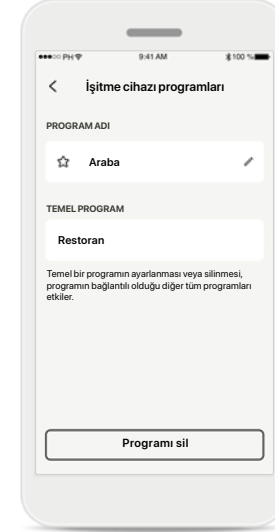 PH 9:41 AM 100 %
İşitme cihazı programları
PROGRAM ADI
Araba
TEMEL PROGRAM
Restoran
Temel bir programın ayarlanması veya silinmesi,
programın bağlantılı olduğu diğer tüm programları
etkiler.
Programı sil